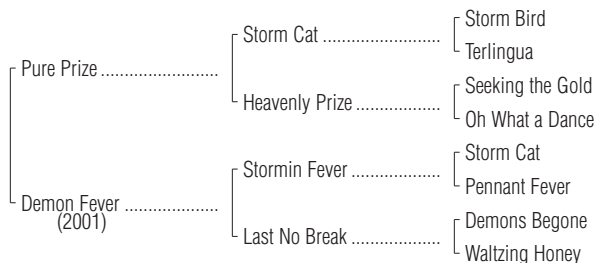 Storm Bird
Storm Cat ........................
Terlingua
Pure Prize ........................
Seeking the Gold
Heavenly Prize .................
Oh What a Dance
Storm Cat
Stormin Fever ..................
Pennant Fever
Demon Fever ...................
(2001)
Demons Begone
Last No Break ..................
Waltzing Honey